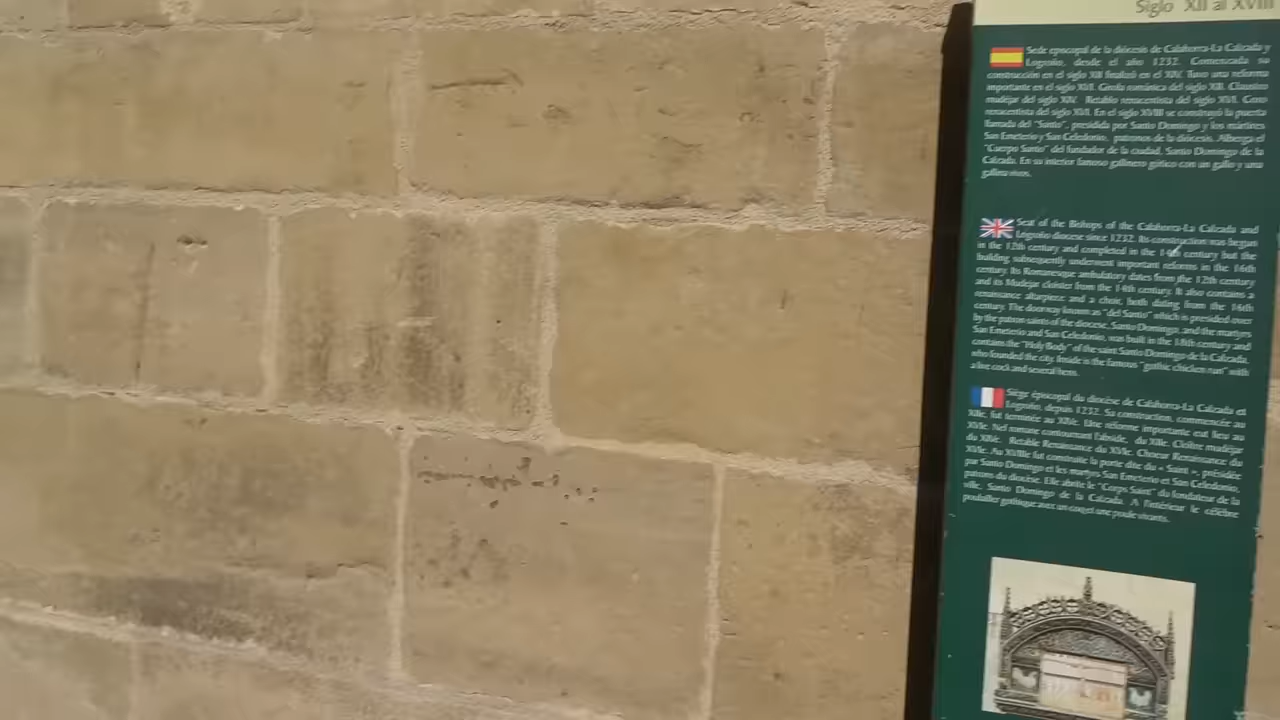 Siglo XII al XVIII
Sede episcopal de la diócesis de Calahorra-La Calzada y
Logroño, desde el año 1232. Comenzada su
construcción en el siglo XII finalizó en el XIV. Tuvo una reforma
importante en el siglo XVI. Girola románica del siglo XII. Claustro
mudéjar del siglo XIV. Retablo renacentista del siglo XVI. Coro
renacentista del siglo XVI. En el siglo XVIII se construyó la puerta
llamada del "Santo", presidida por Santo Domingo y los mártires
San Emeterio y San Celedonio, patronos de la diócesis. Alberga el
"Cuerpo Santo" del fundador de la ciudad, Santo Domingo de la
Calzada. En su interior famoso gallinero gótico con un gallo y una
gallina vivos.
Seat of the Bishops of the Calahorra-La Calzada and
Logroño diocese since 1232. Its construction was begun
in the 12th century and completed in the 14th century but the
building subsequently underwent important reforms in the 16th
century. Its Romanesque ambulatory dates from the 12th century
and its Mudejar cloister from the 14th century. It also contains a
renaissance altarpiece and a choir, both dating from the 16th
century. The doorway known as "del Santo" which is presided over
by the patron saints of the diocese, Santo Domingo, and the martyrs
San Emeterio and San Celedonio, was built in the 18th century and
contains the "Holy Body" of the saint Santo Domingo de la Calzada,
who founded the city. Inside is the famous "gothic chicken run" with
a live cock and several hens.
Siège épiscopal du diocèse de Calahorra-La Calzada et
Logroño, depuis 1232. Sa construction, commencée au
XIIe, fut terminée au XIVe. Une réforme importante eut lieu au
XVIe. Nef romane contournant l'abside, du XIIe. Cloître mudéjar
du XIVe. Retable Renaissance du XVIe. Choeur Renaissance du
XVIe. Au XVIIIe fut construite la porte dite du « Saint », présidée
par Santo Domingo et les martyrs San Emeterio et San Celedonio,
patrons du diocèse. Elle abrite le "Corps Saint" du fondateur de la
ville, Santo Domingo de la Calzada. A l'intérieur le célèbre
poulailler gothique avec un coq et une poule vivants.